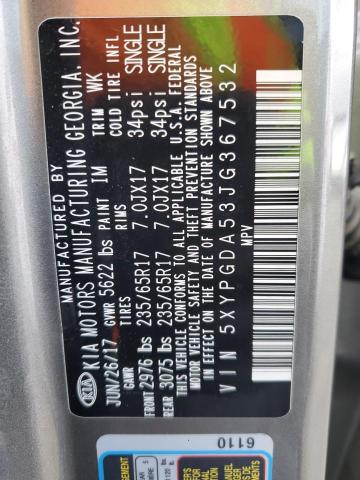 MANUFACTURED BY
KIA KIA MOTORS MANUFACTURING GEORGIA, INC.
JUN/26/17 PAINT 1M TRIM WK
GVWR 5622 lbs
GAWR TIRES RIMS COLD TIRE INFL
FRONT 2976 lbs 235/65R17 7.0JX17 34psi SINGLE
REAR 3075 lbs 235/65R17 7.0JX17 34psi SINGLE
THIS VEHICLE CONFORMS TO ALL APPLICABLE U.S.A. FEDERAL
MOTOR VEHICLE SAFETY AND THEFT PREVENTION STANDARDS
IN EFFECT ON THE DATE OF MANUFACTURE SHOWN ABOVE
VIN 5XYPGDA53JG367532
MPV
6110